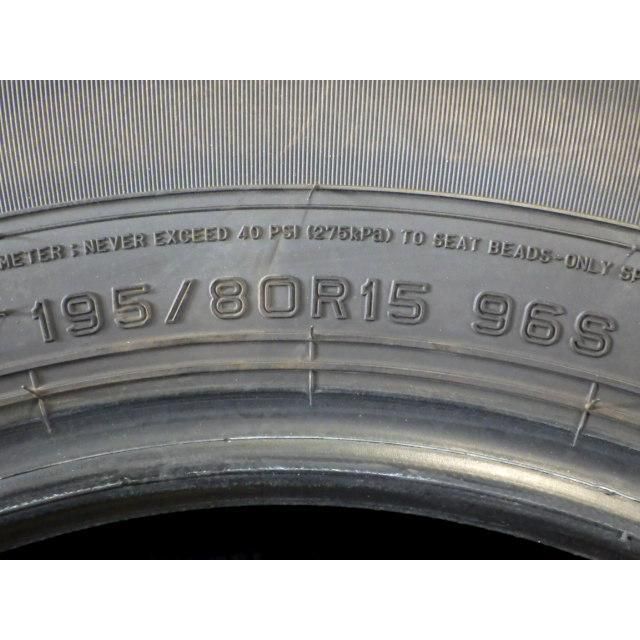 METER : NEVER EXCEED 40 PSI (275kPa) TO SEAT BEADS-ONLY
195/80R15 96S